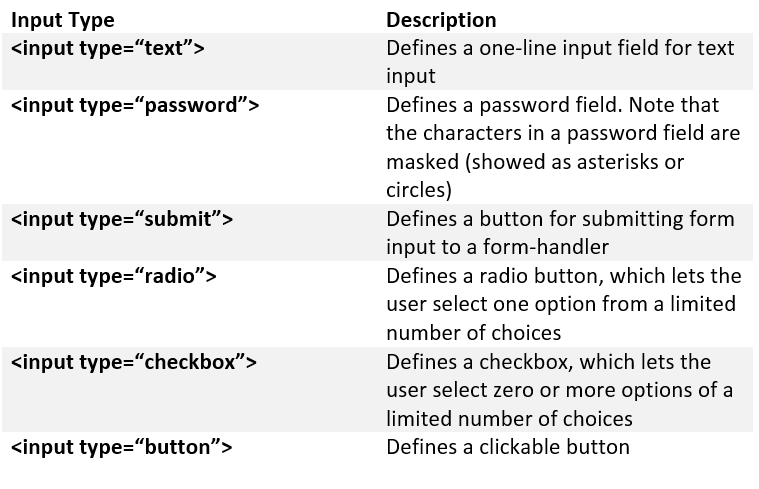 Input Type Description
<input type=“text”> Defines a one-line input field for text
input
<input type=“password”> Defines a password field. Note that
the characters in a password field are
masked (showed as asterisks or
circles)
<input type=“submit”> Defines a button for submitting form
input to a form-handler
<input type=“radio”> Defines a radio button, which lets the
user select one option from a limited
number of choices
<input type=“checkbox”> Defines a checkbox, which lets the
user select zero or more options of a
limited number of choices
<input type=“button”> Defines a clickable button